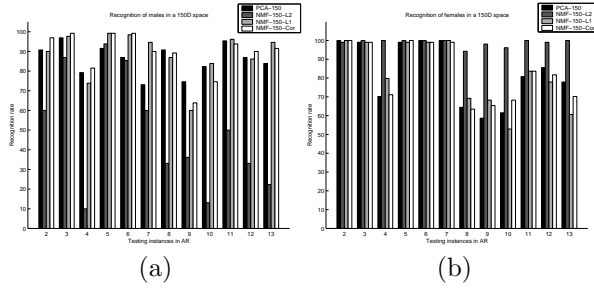 Recognition of males in a 150D space
PCA-150
NMF-150-L2
NMF-150-L1
NMF-150-Cor
100
90
80
70
60
50
40
30
20
10
0
Recognition rate
2 3 4 5 6 7 8 9 10 11 12 13
Testing instances in AR
(a)
Recognition of females in a 150D space
PCA-150
NMF-150-L2
NMF-150-L1
NMF-150-Cor
100
90
80
70
60
50
40
30
20
10
0
Recognition rate
2 3 4 5 6 7 8 9 10 11 12 13
Testing instances in AR
(b)